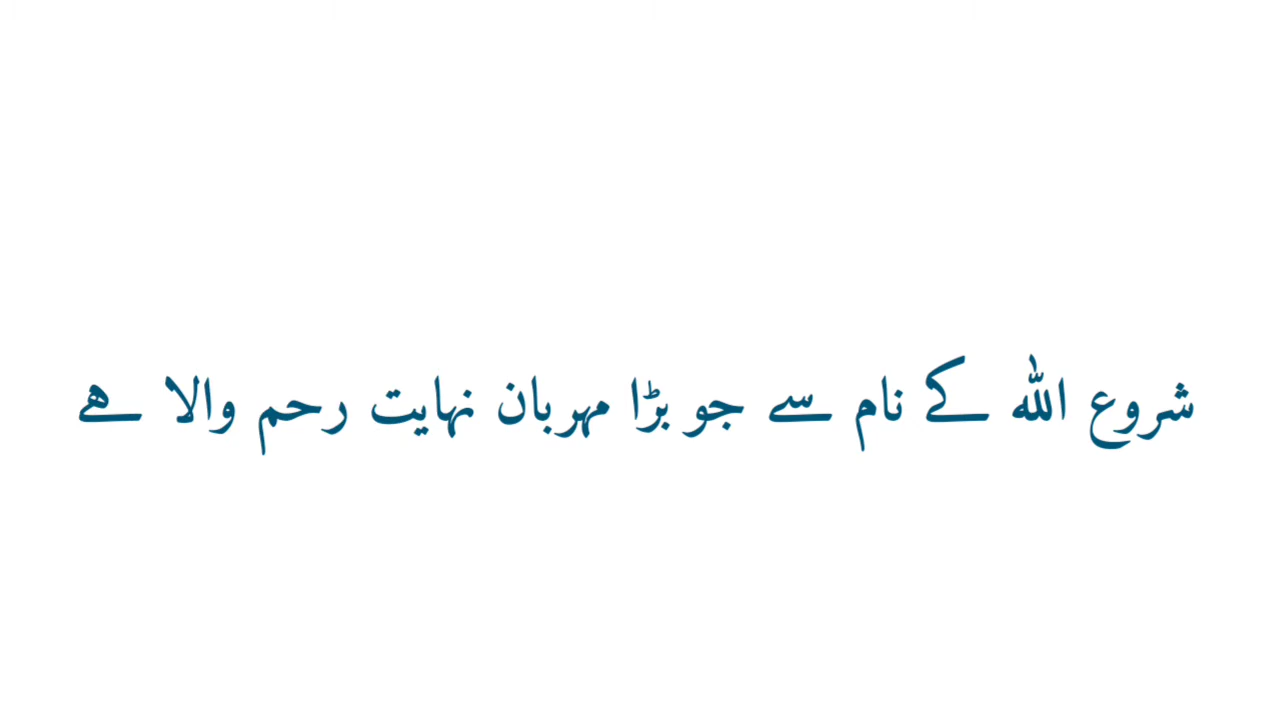 شروع اللہ کے نام سے جو بڑا مہربان نہایت رحم والا ہے